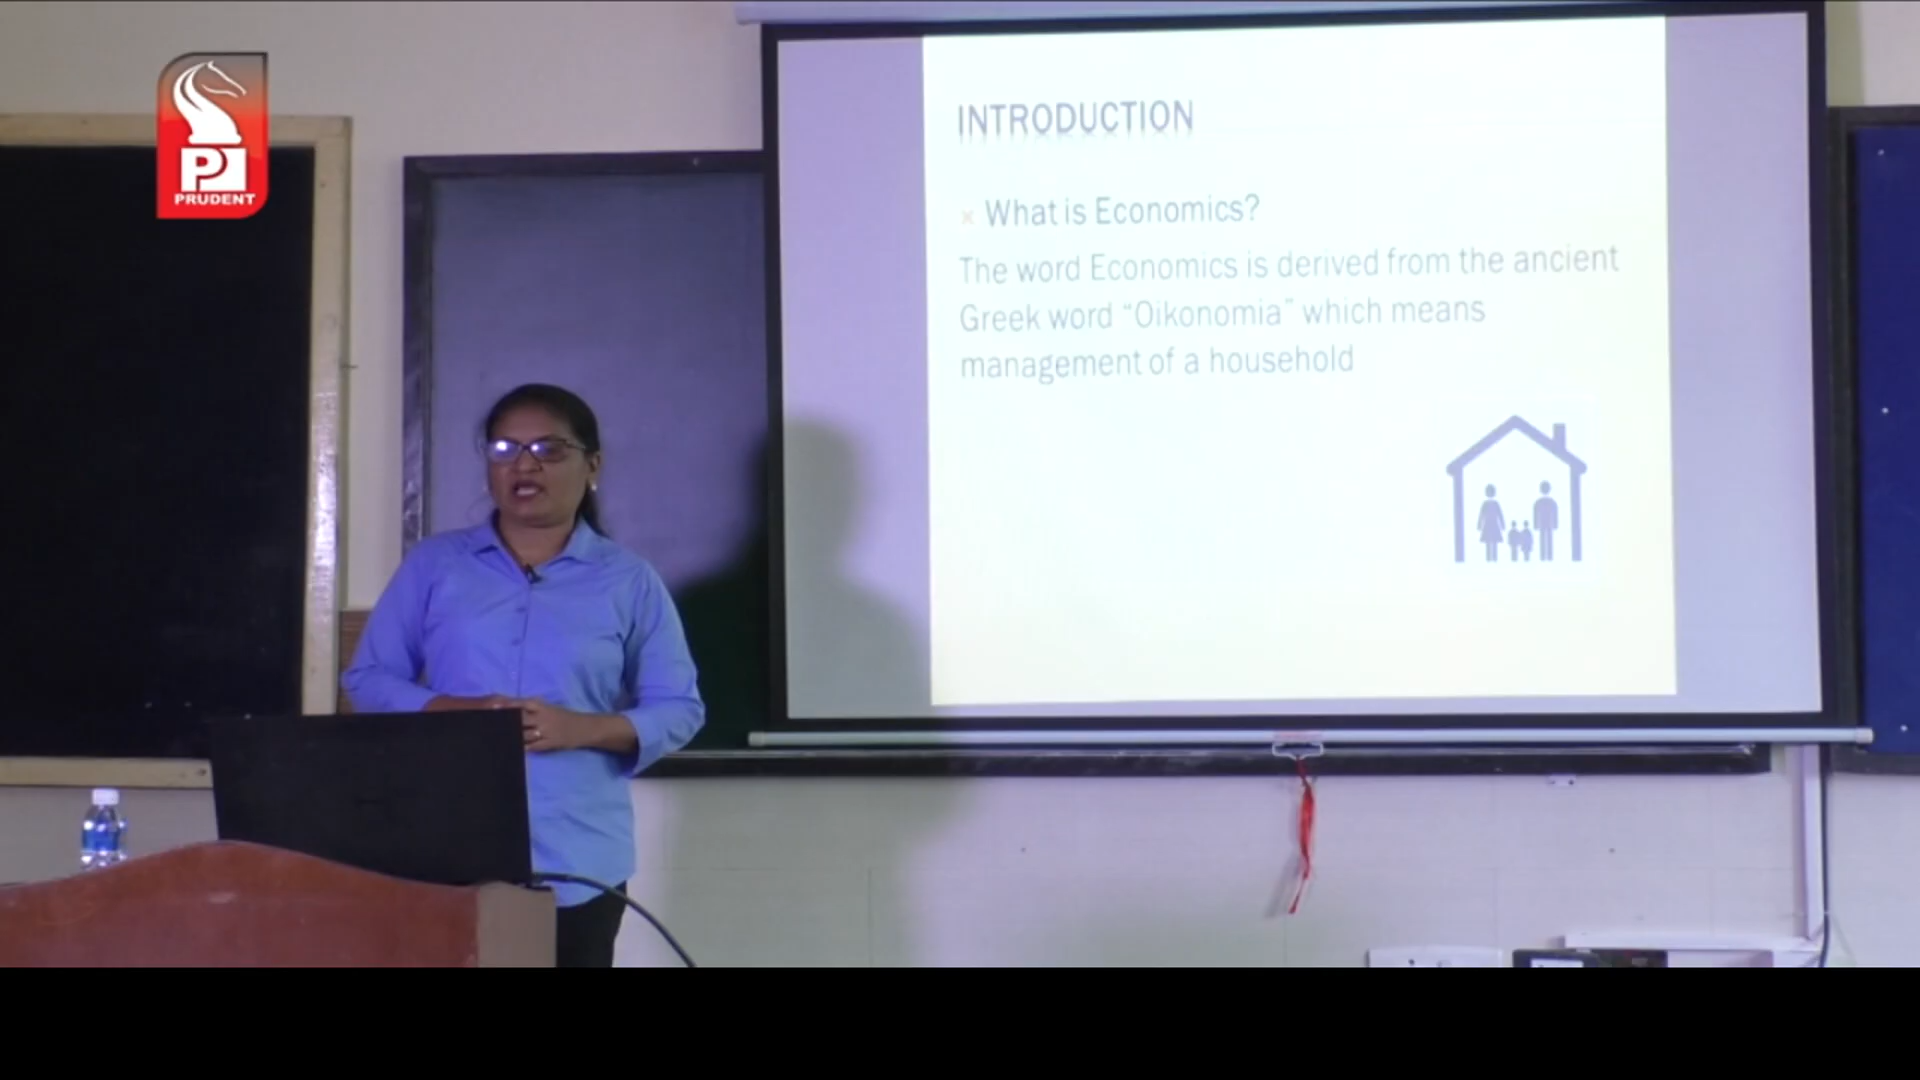 PJ
PRUDENT
INTRODUCTION
What is Economics?
The word Economics is derived from the ancient
Greek word “Oikonomia” which means
management of a household